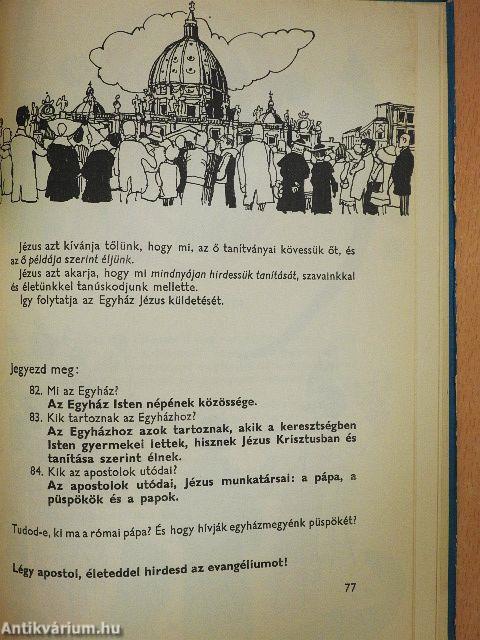 Jézus azt kívánja tőlünk, hogy mi, az ő tanítványai kövessük őt, és
az ő példája szerint éljünk.
Jézus azt akarja, hogy mi mindnyájan hirdessük tanítását, szavainkkal
és életünkkel tanúskodjunk mellette.
Így folytatja az Egyház Jézus küldetését.
Jegyezd meg:
82. Mi az Egyház?
Az Egyház Isten népének közössége.
83. Kik tartoznak az Egyházhoz?
Az Egyházhoz azok tartoznak, akik a keresztségben
Isten gyermekei lettek, hisznek Jézus Krisztusban és
tanítása szerint élnek.
84. Kik az apostolok utódai?
Az apostolok utódai, Jézus munkatársai: a pápa, a
püspökök és a papok.
Tudod-e, ki ma a római pápa? És hogy hívják egyházmegyénk püspökét?
Légy apostol, életeddel hirdesd az evangéliumot!
77
Antikvárium.hu